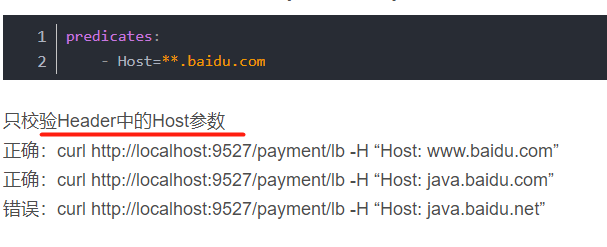 1 predicates:
2 - Host=**.baidu.com
只校验Header中的Host参数
正确：curl http://localhost:9527/payment/lb -H “Host: www.baidu.com”
正确：curl http://localhost:9527/payment/lb -H “Host: java.baidu.com”
错误：curl http://localhost:9527/payment/lb -H “Host: java.baidu.net”